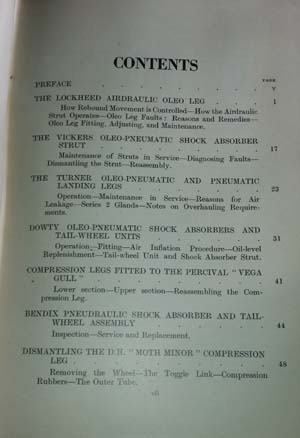 CONTENTS
PAGE
PREFACE . . . . . . . . v
THE LOCKHEED AIRDRAULIC OLEO LEG . . . 1
How Rebound Movement is Controlled—How the Airdraulic
Strut Operates—Oleo Leg Faults: Reasons and Remedies—
Oleo Leg Fitting, Adjusting, and Maintenance.
THE VICKERS OLEO-PNEUMATIC SHOCK ABSORBER
STRUT . . . . . . . . 17
Maintenance of Struts in Service—Diagnosing Faults—
Dismantling the Strut—Reassembly.
THE TURNER OLEO-PNEUMATIC AND PNEUMATIC
LANDING LEGS . . . . . . 23
Operation—Maintenance in Service—Reasons for Air
Leakage—Series 2 Glands—Notes on Overhauling Require-
ments.
DOWTY OLEO-PNEUMATIC SHOCK ABSORBERS AND
TAIL-WHEEL UNITS . . . . . 31
Operation—Fitting—Air Inflation Procedure—Oil-level
Replenishment—Tail-wheel Unit and Shock Absorber Strut.
COMPRESSION LEGS FITTED TO THE PERCIVAL "VEGA
GULL" . . . . . . . . 41
Lower section—Upper section—Reassembling the Com-
pression Leg.
BENDIX PNEUDRAULIC SHOCK ABSORBER AND TAIL-
WHEEL ASSEMBLY . . . . . 44
Inspection—Service and Replacement.
DISMANTLING THE D.H. "MOTH MINOR" COMPRESSION
LEG . . . . . . . . 48
Removing the Wheel—The Toggle Link—Compression
Rubbers—The Outer Tube.
vii